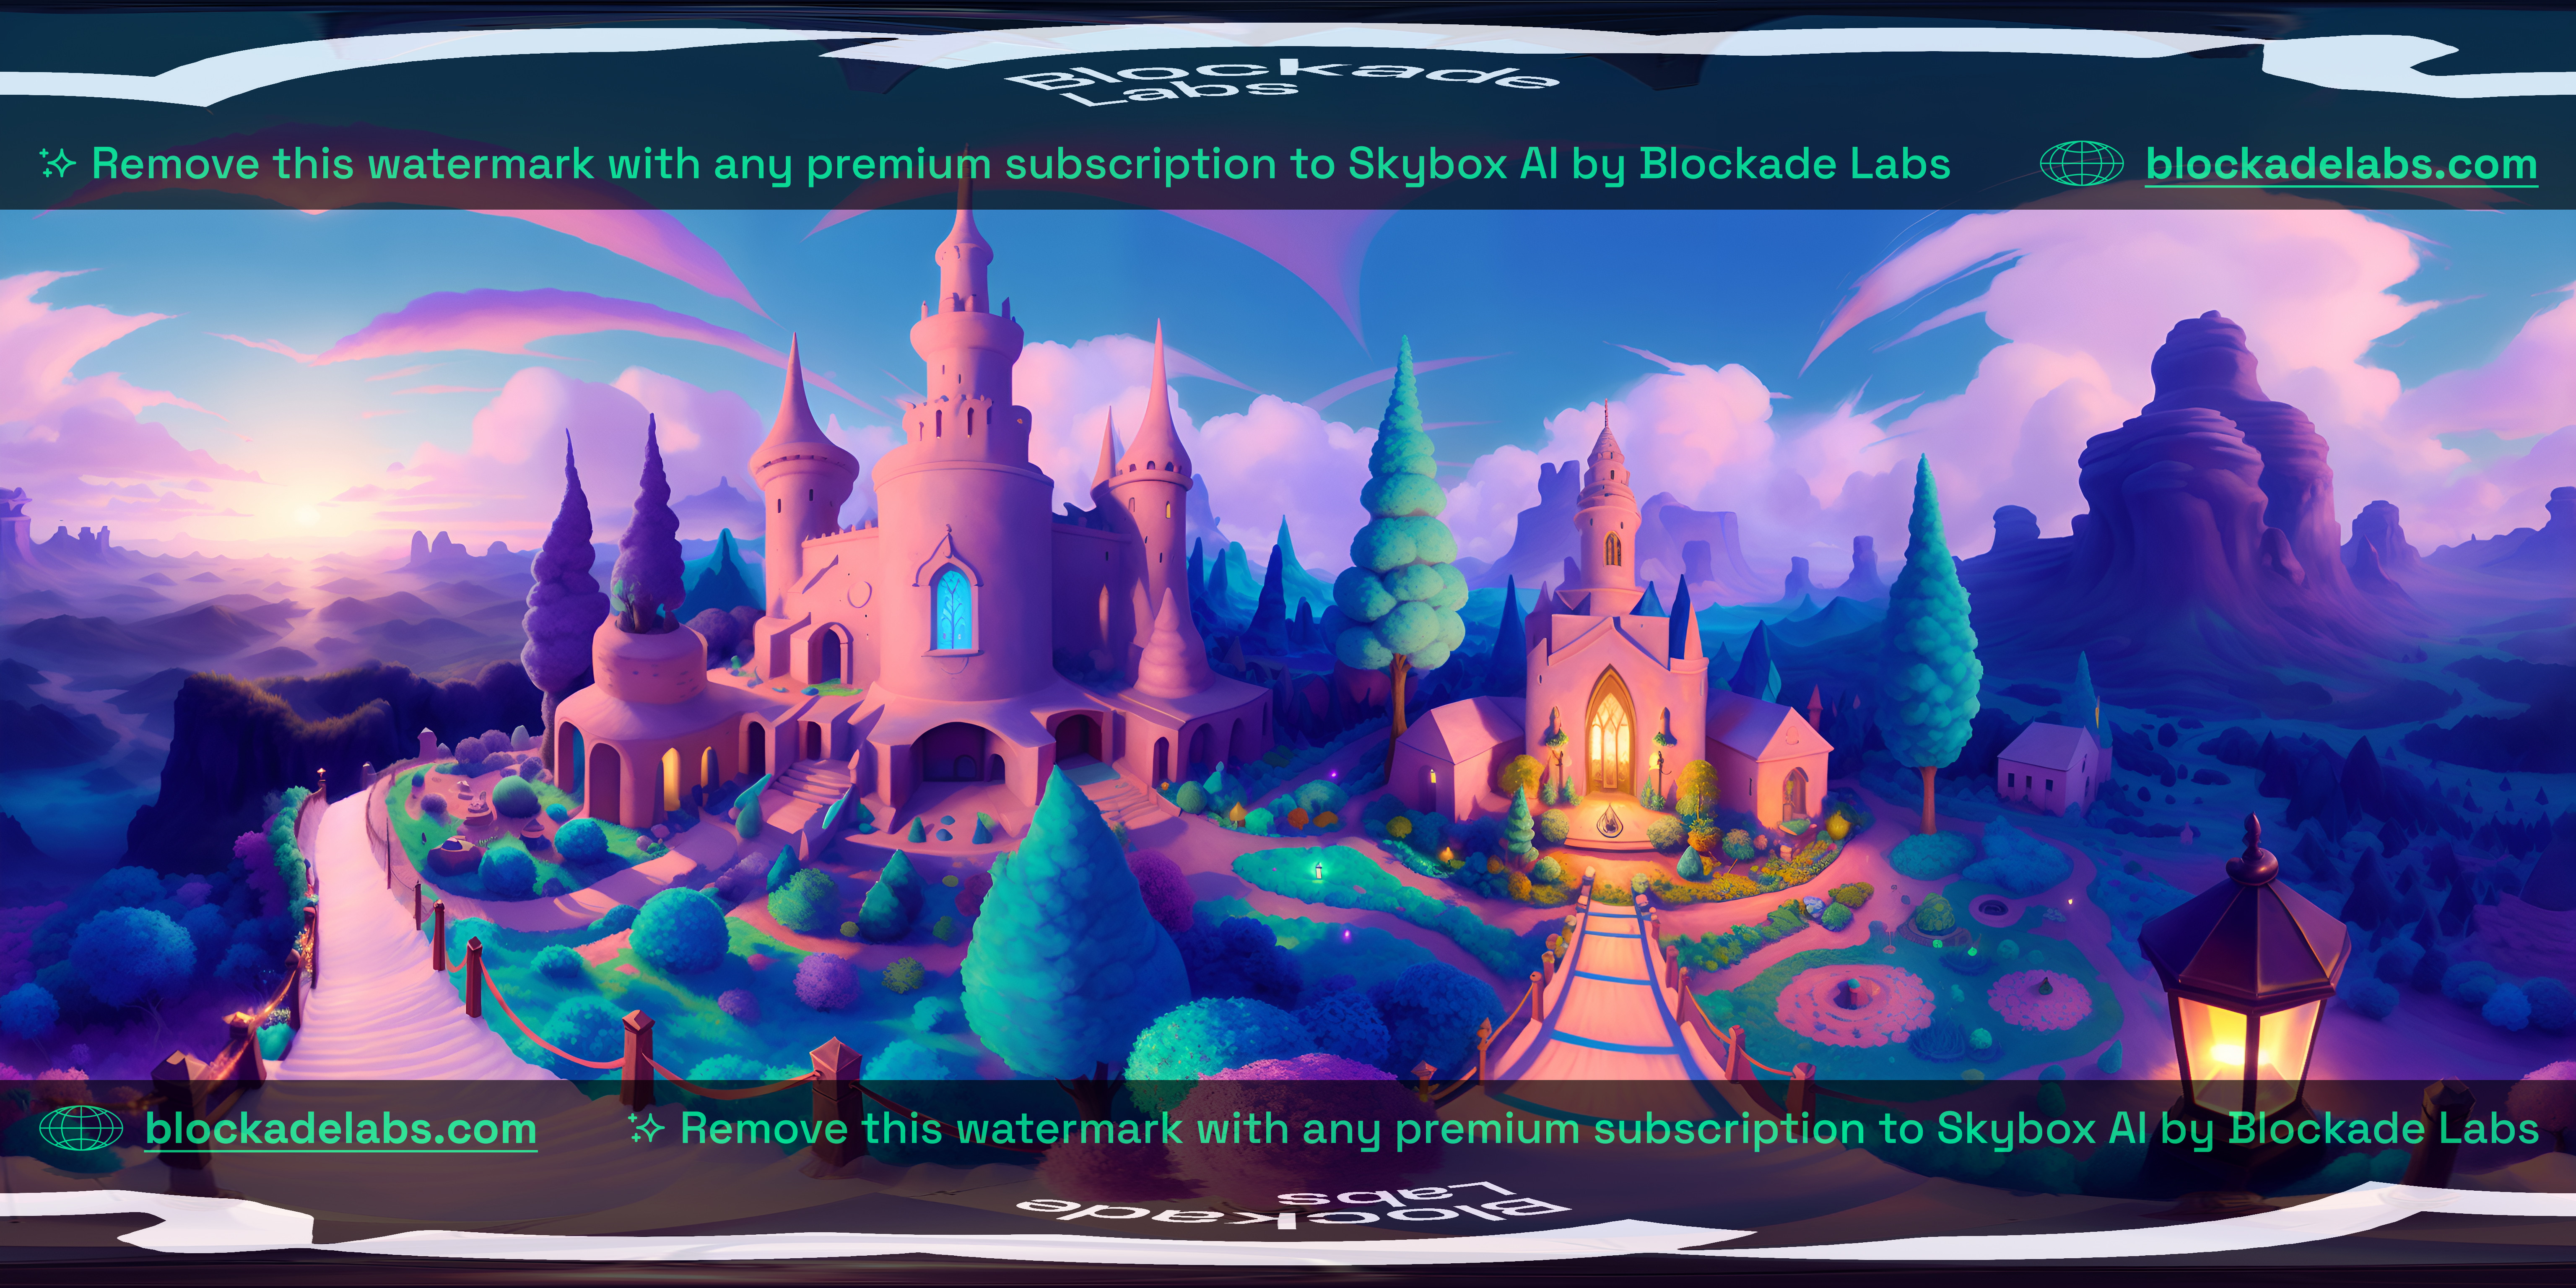 Blockade
Labs
Remove this watermark with any premium subscription to Skybox AI by Blockade Labs
blockadelabs.com
blockadelabs.com
Remove this watermark with any premium subscription to Skybox AI by Blockade Labs
Labs
Blockade